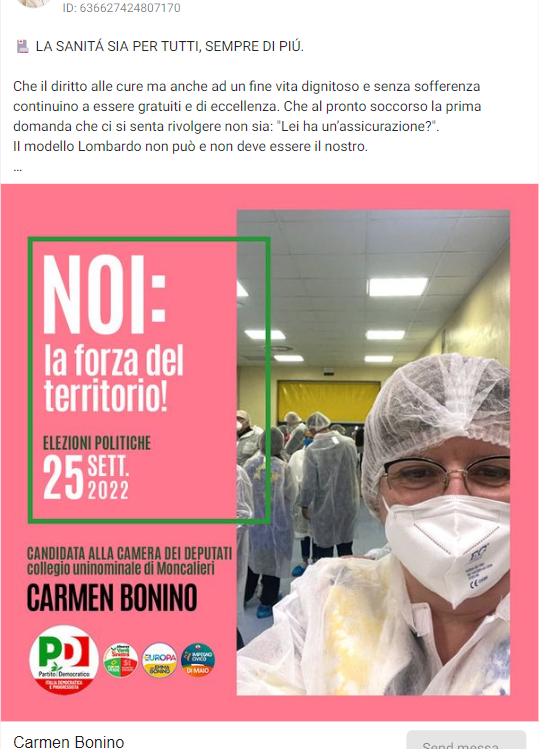 ID: 636627424807170
LA SANITÁ SIA PER TUTTI, SEMPRE DI PIÚ.
Che il diritto alle cure ma anche ad un fine vita dignitoso e senza sofferenza
continuino a essere gratuiti e di eccellenza. Che al pronto soccorso la prima
domanda che ci si senta rivolgere non sia: "Lei ha un'assicurazione?".
Il modello Lombardo non può e non deve essere il nostro.
...
NOI:
la forza del
territorio!
ELEZIONI POLITICHE
25 SETT.
2022
CANDIDATA ALLA CAMERA DEI DEPUTATI
collegio uninominale di Moncalieri
CARMEN BONINO
PD
Partito Democratico
ITALIA DEMOCRATICA
E PROGRESSISTA
SI
EUROPA
EMMA
BONINO
IMPEGNO
CIVICO
DI MAIO
Carmen Bonino
Send messa